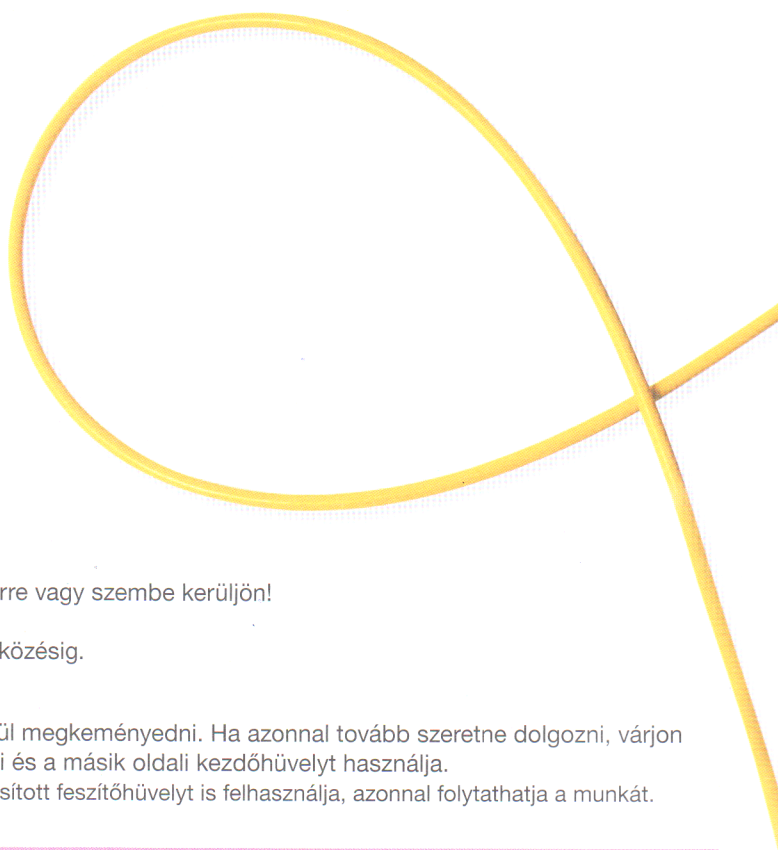 rre vagy szembe kerüljön!
közésig.
ül megkeményedni. Ha azonnal tovább szeretne dolgozni, várjon
i és a másik oldali kezdőhüvelyt használja.
sított feszítőhüvelyt is felhasználja, azonnal folytathatja a munkát.